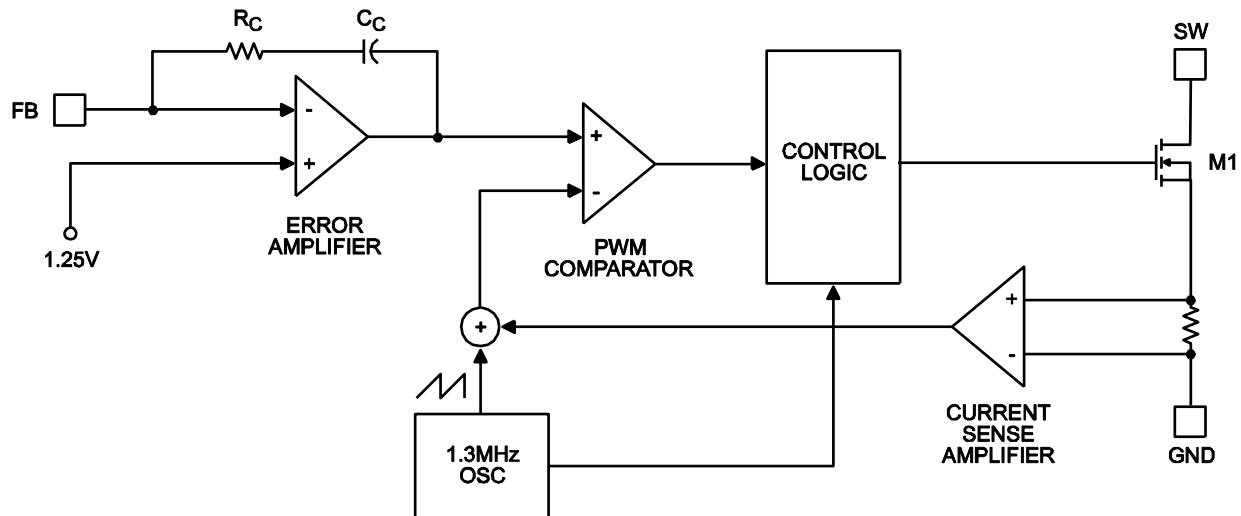 R_C
C_C
SW
FB
-
+
1.25V
ERROR
AMPLIFIER
+
-
PWM
COMPARATOR
CONTROL
LOGIC
M1
+
+
-
CURRENT
SENSE
AMPLIFIER
1.3MHz
OSC
GND